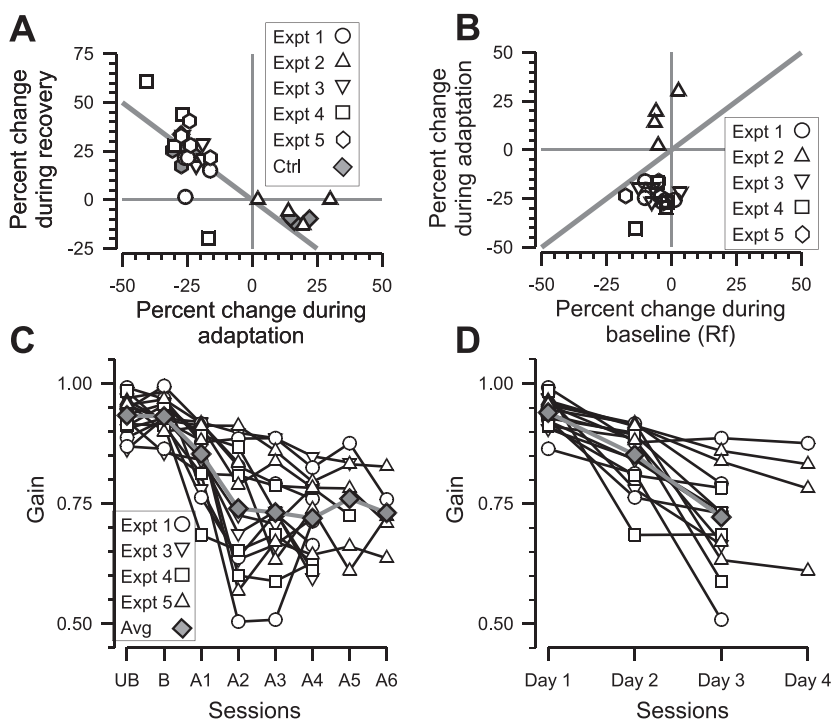 A
Percent change
during recovery
50
25
0
-25
-50
-25
0
25
50
Percent change during
adaptation
Expt 1
Expt 2
Expt 3
Expt 4
Expt 5
Ctrl
B
Percent change
during adaptation
50
25
0
-25
-50
-50
-25
0
25
50
Percent change during
baseline (Rf)
Expt 1
Expt 2
Expt 3
Expt 4
Expt 5
C
Gain
1.00
0.75
0.50
Expt 1
Expt 3
Expt 4
Expt 5
Avg
UB
B
A1
A2
A3
A4
A5
A6
Sessions
D
Gain
1.00
0.75
0.50
Day 1
Day 2
Day 3
Day 4
Sessions